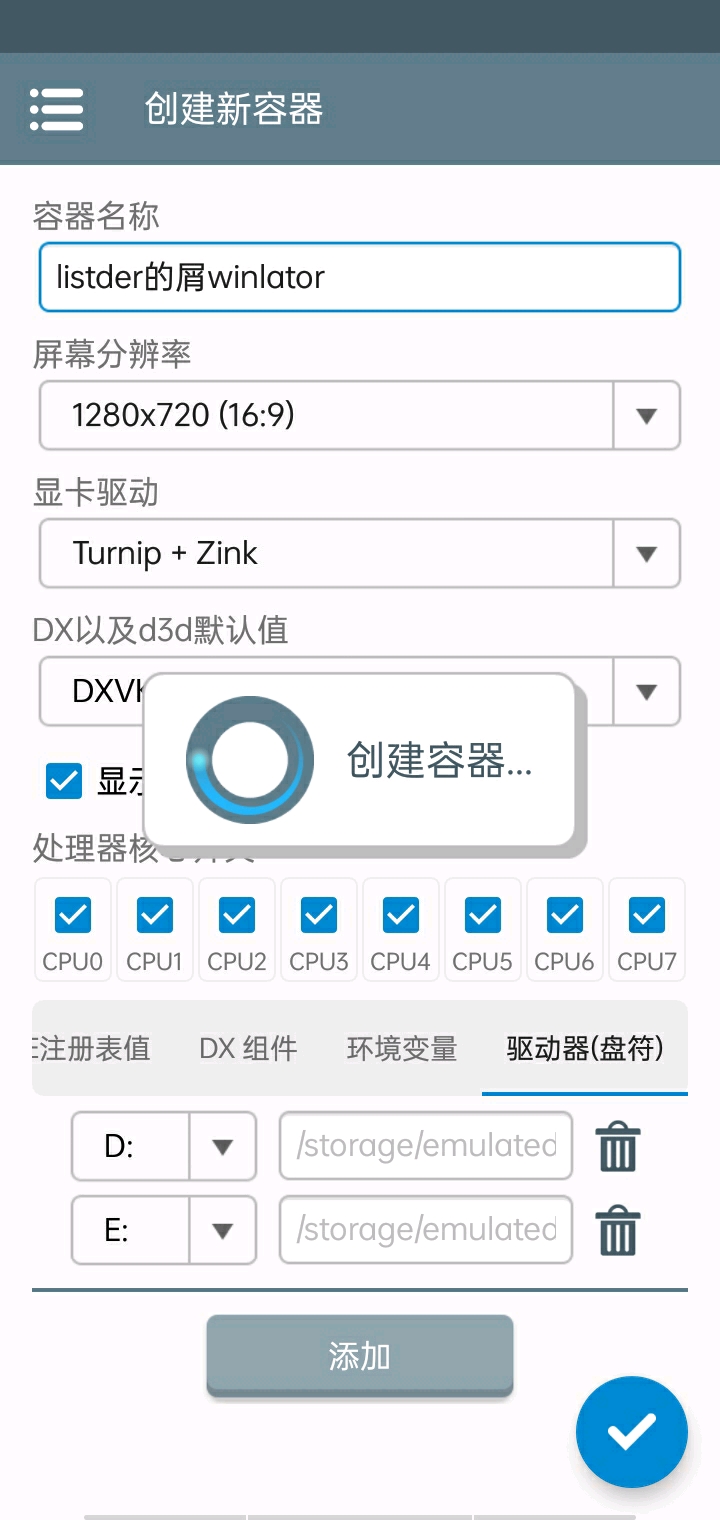 创建新容器
容器名称
listder的屑winlator
屏幕分辨率
1280x720 (16:9)
显卡驱动
Turnip + Zink
DX以及d3d默认值
DXVK
创建容器...
显示
处理器核心开关
CPU0 CPU1 CPU2 CPU3 CPU4 CPU5 CPU6 CPU7
注册表值 DX 组件 环境变量 驱动器(盘符)
D: /storage/emulated
E: /storage/emulated
添加